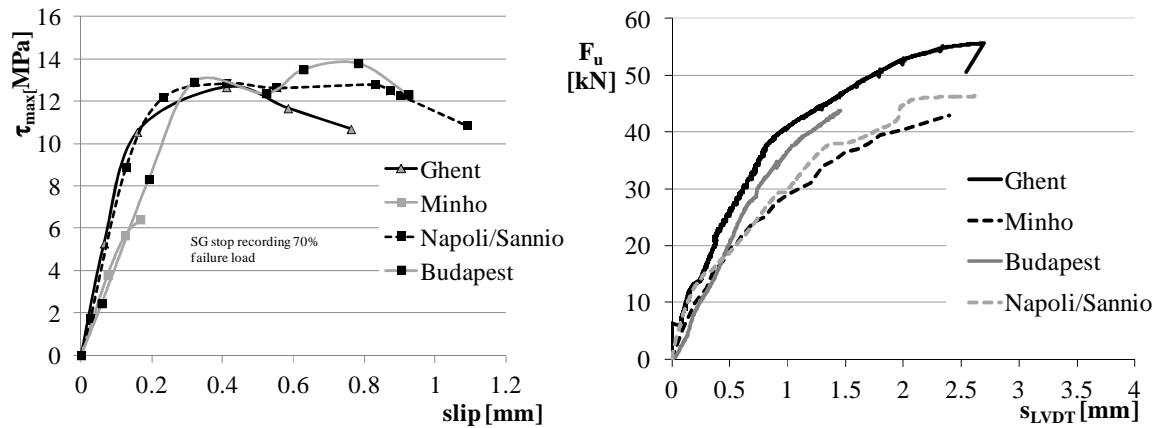 τmax[MPa]
16
14
12
10
8
6
4
2
0
0 0.2 0.4 0.6 0.8 1 1.2
slip [mm]
Ghent
Minho
Napoli/Sannio
Budapest
SG stop recording 70%
failure load
Fu
[kN]
60
50
40
30
20
10
0
0 0.5 1 1.5 2 2.5 3 3.5 4
sLVDT [mm]
Ghent
Minho
Budapest
Napoli/Sannio